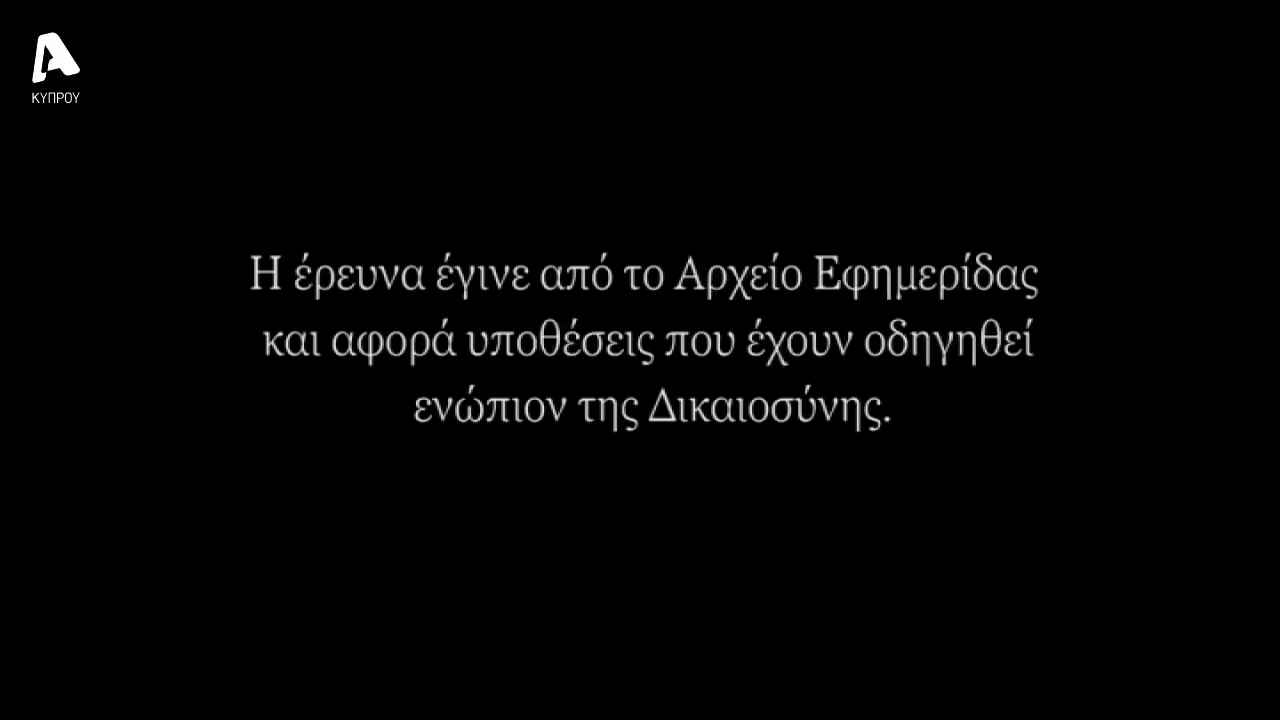 ΚΥΠΡΟΥ
Η έρευνα έγινε από το Αρχείο Εφημερίδας
και αφορά υποθέσεις που έχουν οδηγηθεί
ενώπιον της Δικαιοσύνης.